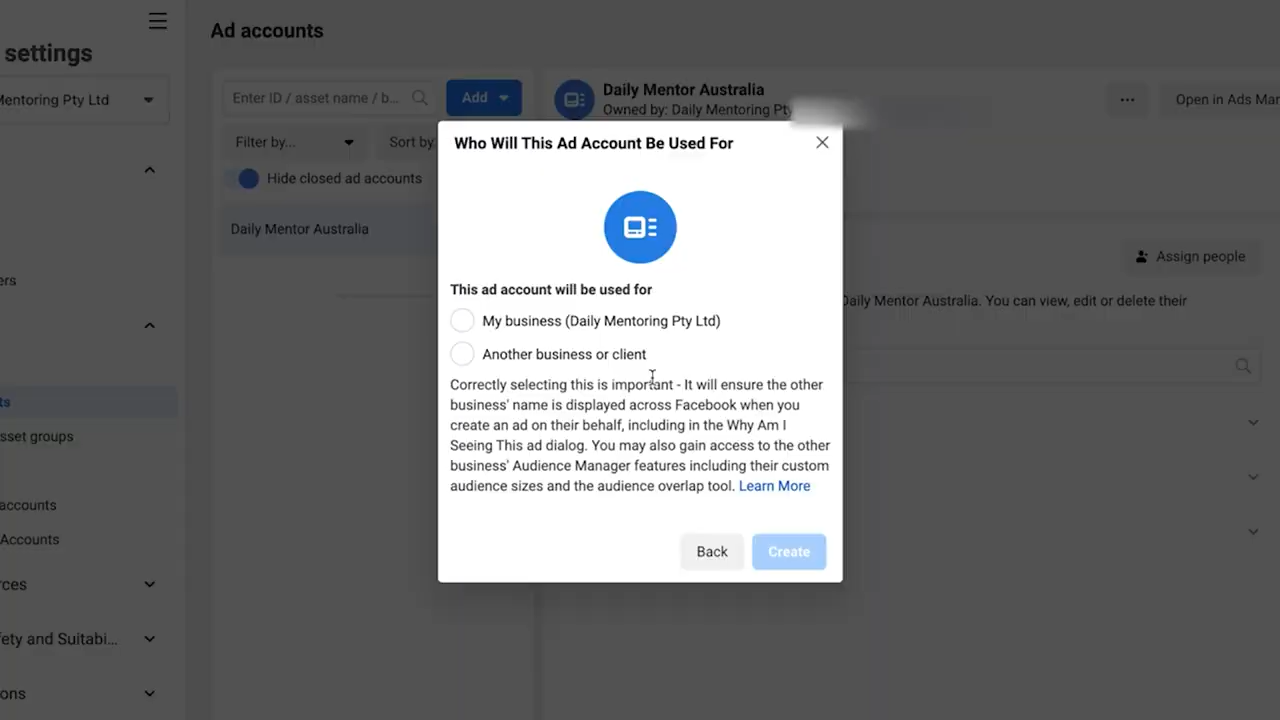 Ad accounts
settings
Mentoring Pty Ltd
Enter ID / asset name / b...
Add
Daily Mentor Australia
Owned by: Daily Mentoring Pty
Open in Ads Mar
Filter by...
Sort by
Hide closed ad accounts
Daily Mentor Australia
Assign people
Daily Mentor Australia. You can view, edit or delete their
Who Will This Ad Account Be Used For
This ad account will be used for
My business (Daily Mentoring Pty Ltd)
Another business or client
Correctly selecting this is important - It will ensure the other
business' name is displayed across Facebook when you
create an ad on their behalf, including in the Why Am I
Seeing This ad dialog. You may also gain access to the other
business' Audience Manager features including their custom
audience sizes and the audience overlap tool. Learn More
Back
Create
ers
ts
sset groups
accounts
Accounts
rces
fety and Suitabi...
ons